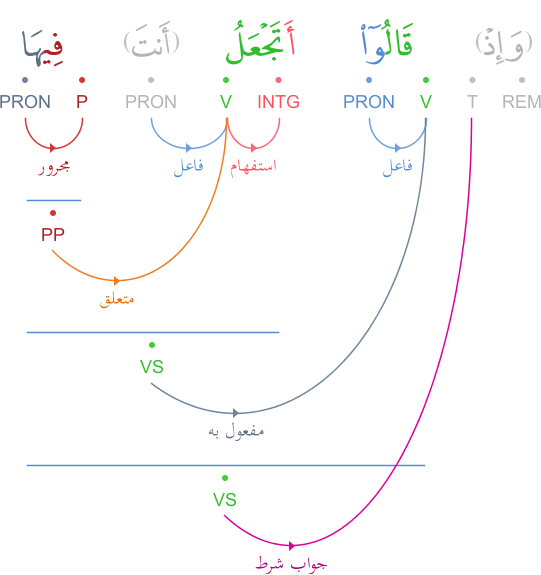 (وَإِذْ) قَالُوٓا۟ أَتَجْعَلُ (أَنتَ) فِيهَا
REM T V PRON INTG V PRON P PRON
فاعل استفهام فاعل مجرور
PP
متعلق
VS
مفعول به
VS
جواب شرط